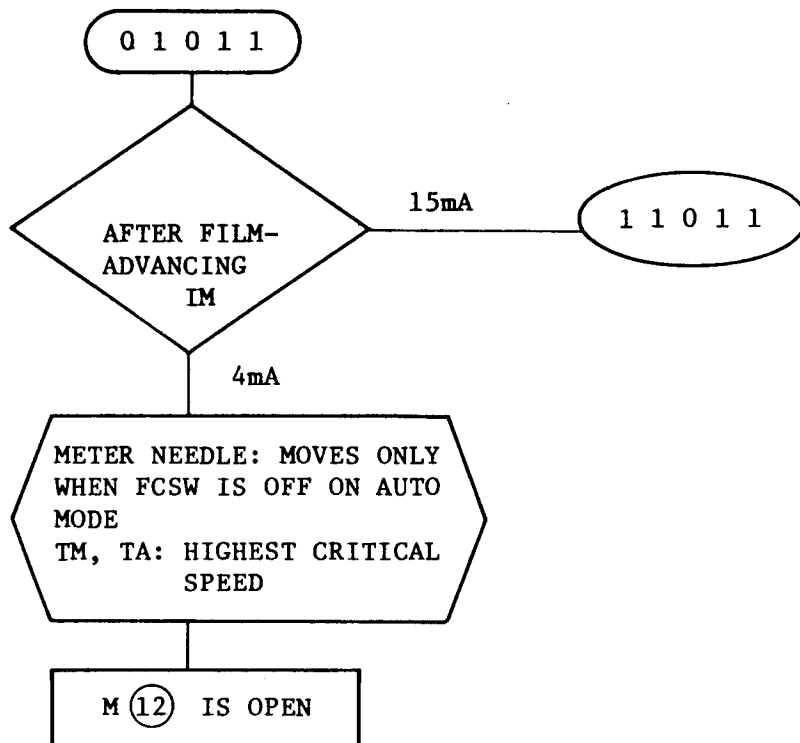 0 1 0 1 1
AFTER FILM-
ADVANCING
IM
15mA
1 1 0 1 1
4mA
METER NEEDLE: MOVES ONLY
WHEN FCSW IS OFF ON AUTO
MODE
TM, TA: HIGHEST CRITICAL
SPEED
M 12 IS OPEN